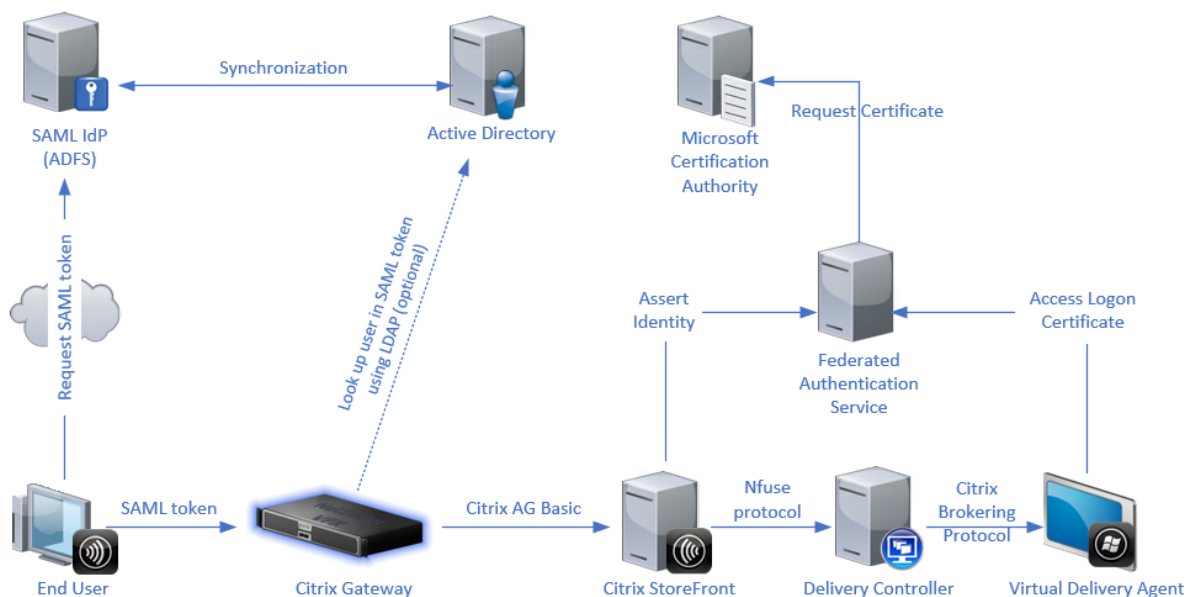 Synchronization
SAML IdP
(ADFS)
Active Directory
Request Certificate
Microsoft
Certification
Authority
Request SAML token
Look up user in SAML token
using LDAP (optional)
Assert
Identity
Access Logon
Certificate
Federated
Authentication
Service
SAML token
Citrix AG Basic
Nfuse
protocol
Citrix
Brokering
Protocol
End User
Citrix Gateway
Citrix StoreFront
Delivery Controller
Virtual Delivery Agent